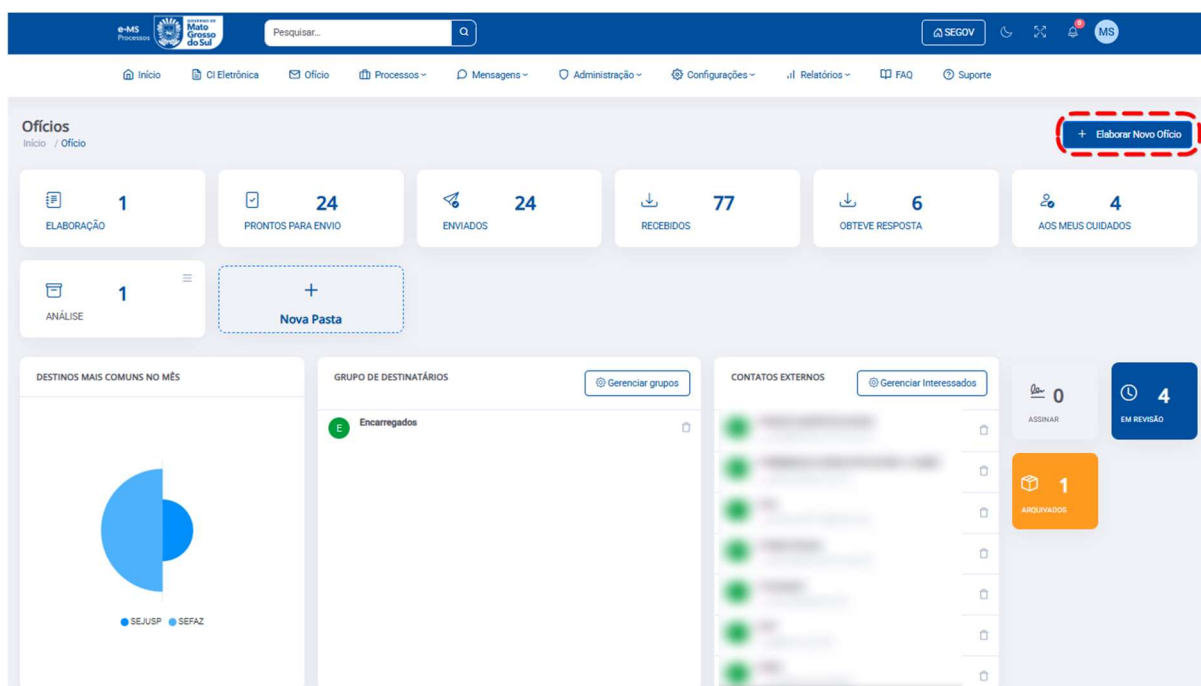 e-MS
Processos
GOVERNO DE
Mato
Grosso
do Sul
Pesquisar...
SEGOV
0
MS
Início
CI Eletrônica
Ofício
Processos
Mensagens
Administração
Configurações
Relatórios
FAQ
Suporte
Ofícios
Início / Ofício
+ Elaborar Novo Ofício
1
ELABORAÇÃO
24
PRONTOS PARA ENVIO
24
ENVIADOS
77
RECEBIDOS
6
OBTEVE RESPOSTA
4
AOS MEUS CUIDADOS
1
ANÁLISE
+
Nova Pasta
DESTINOS MAIS COMUNS NO MÊS
SEJUSP SEFAZ
GRUPO DE DESTINATÁRIOS
Gerenciar grupos
E
Encarregados
CONTATOS EXTERNOS
Gerenciar Interessados
0
ASSINAR
4
EM REVISÃO
1
ARQUIVADOS